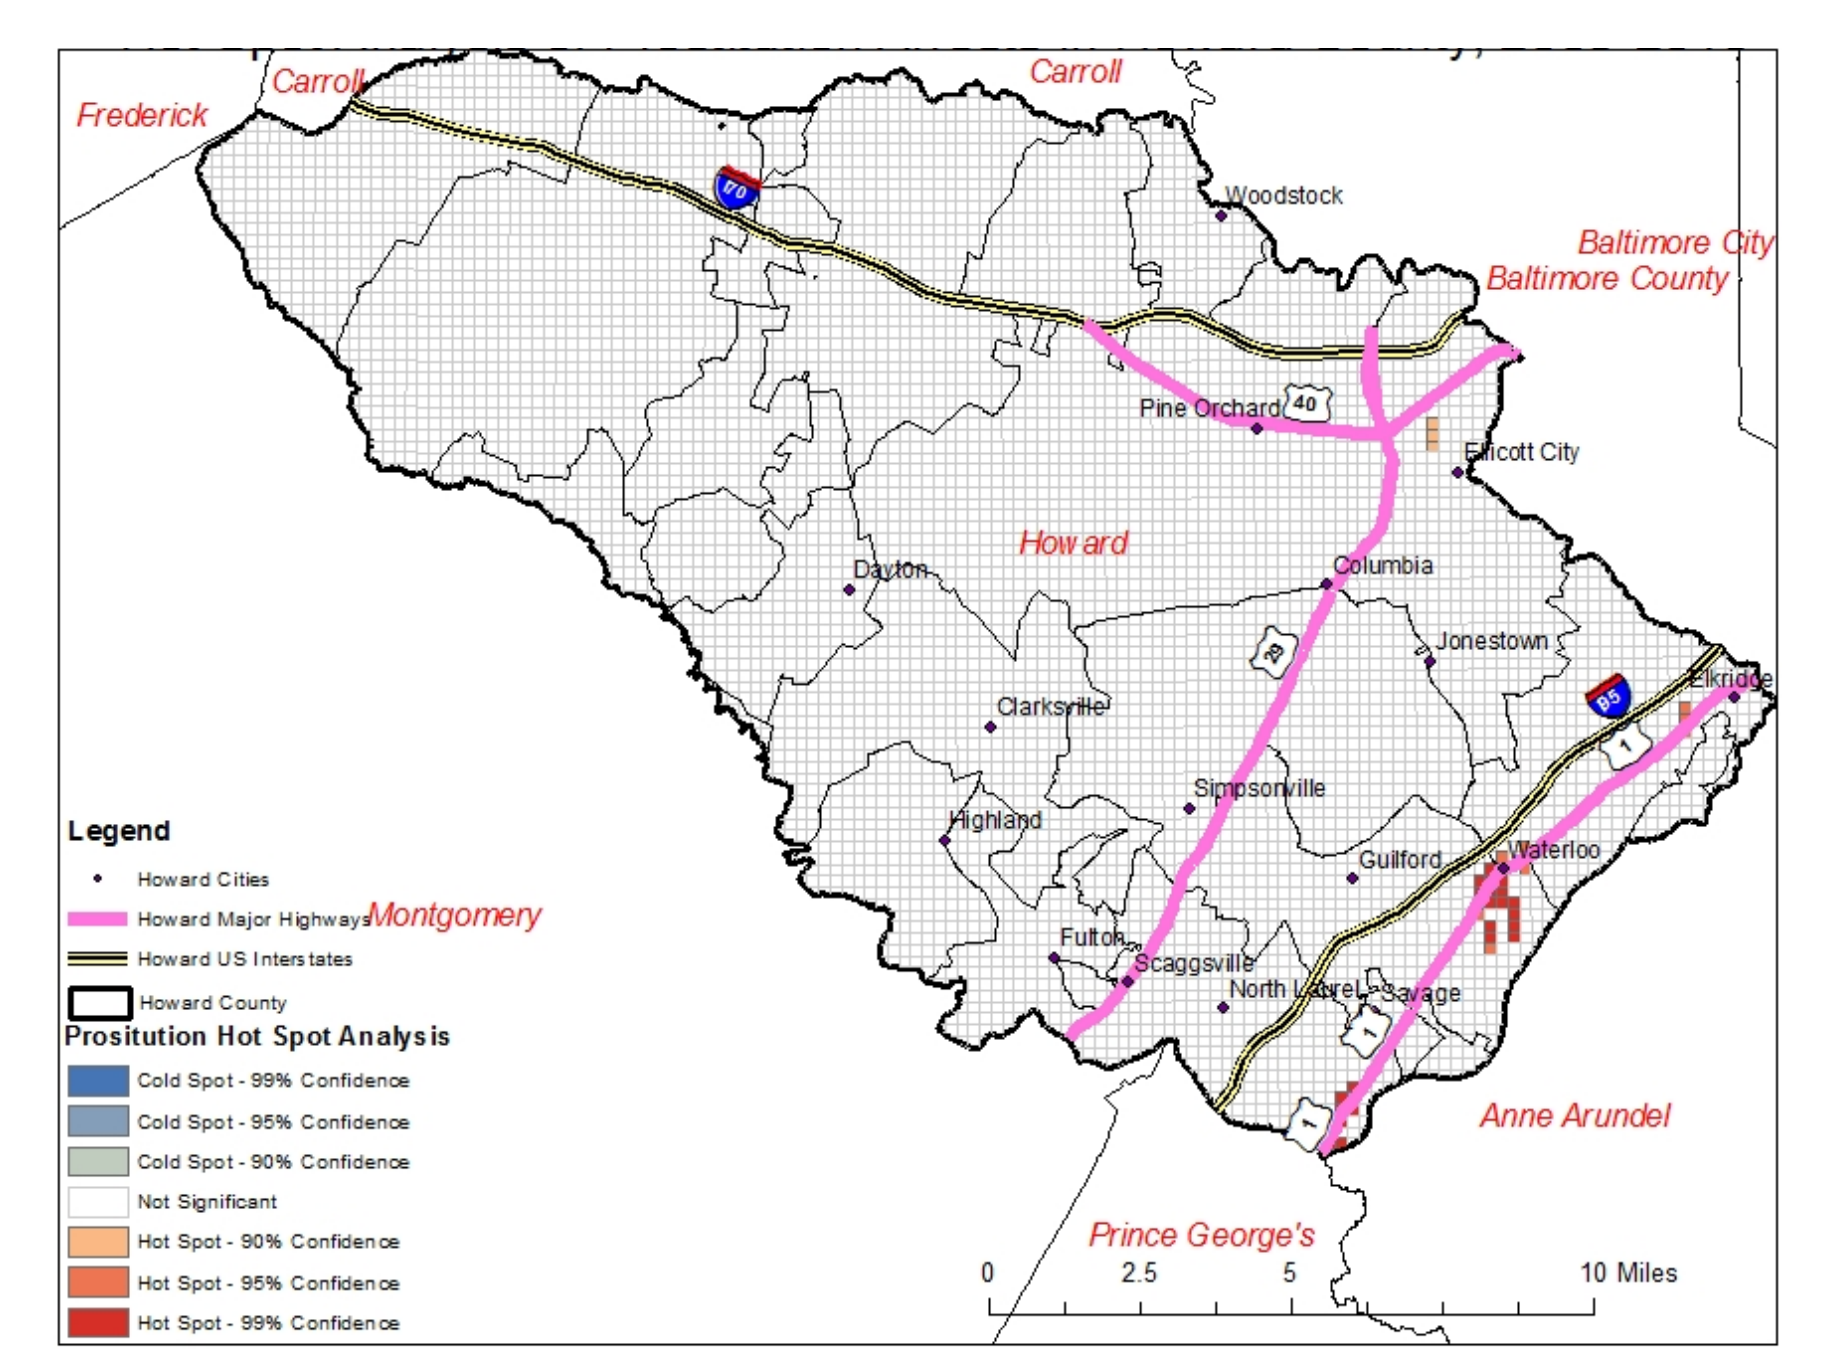 Carroll
Carroll
Frederick
I70
Woodstock
Baltimore City
Baltimore County
40
Pine Orchard
Ellicott City
Howard
Columbia
Dayton
Jonestown
29
Elkridge
I95
Clarksville
1
Simpsonville
Highland
Legend
Waterloo
Guilford
Howard Cities
Howard Major Highways
Montgomery
Fulton
Howard US Interstates
Scaggsville
North Laurel
Savage
Howard County
1
Prositution Hot Spot Analysis
Cold Spot - 99% Confidence
Cold Spot - 95% Confidence
Anne Arundel
1
Cold Spot - 90% Confidence
Not Significant
Prince George's
Hot Spot - 90% Confidence
0 2.5 5 10 Miles
Hot Spot - 95% Confidence
Hot Spot - 99% Confidence